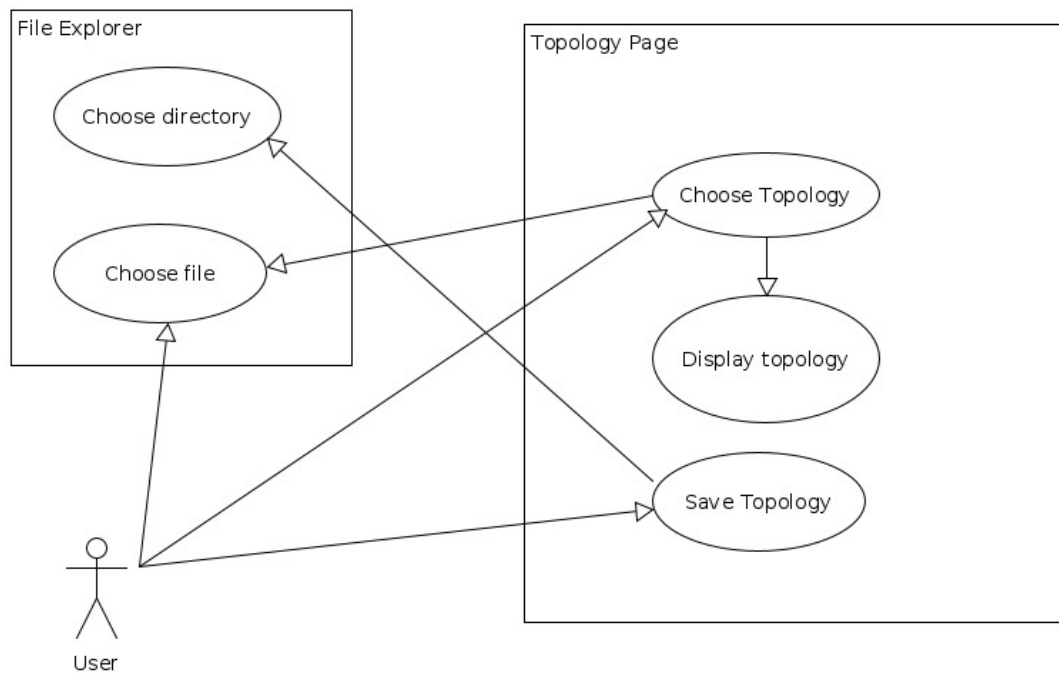 File Explorer
Choose directory
Choose file
Topology Page
Choose Topology
Display topology
Save Topology
User